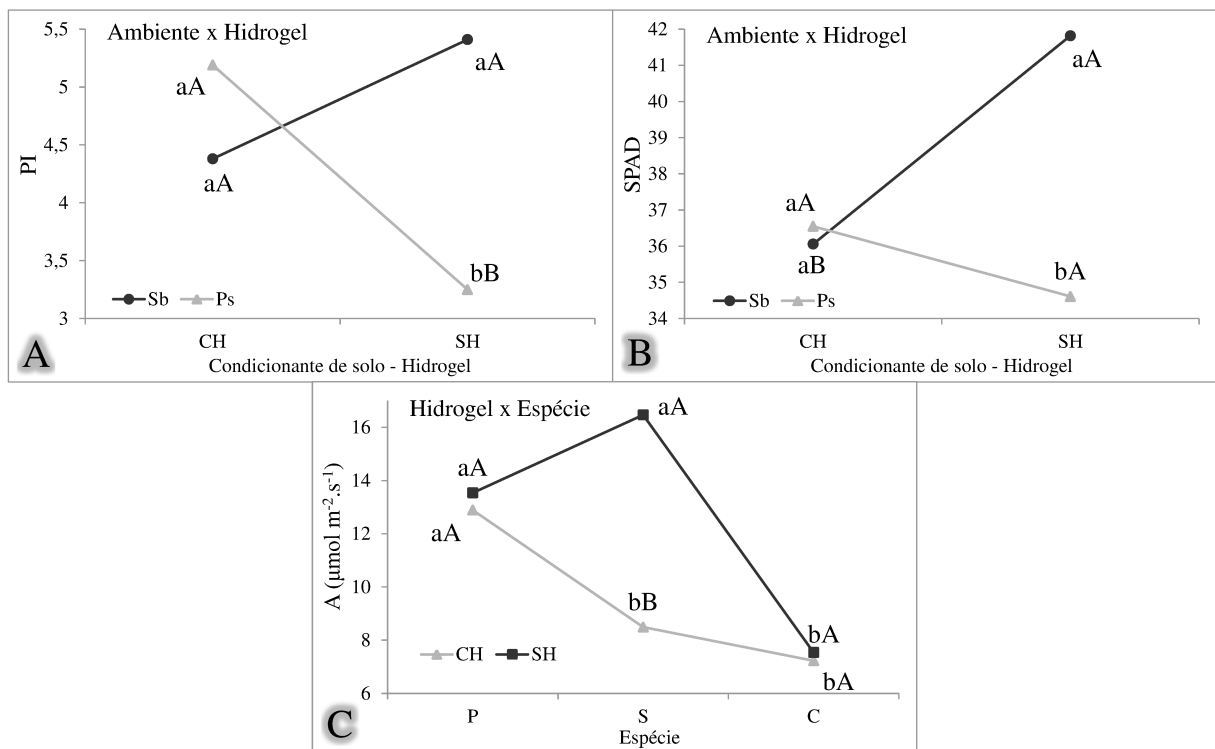 Ambiente x Hidrogel
5,5
5
4,5
4
3,5
3
PI
aA
aA
aA
bB
Sb
Ps
CH
SH
Condicionante de solo - Hidrogel
A
Ambiente x Hidrogel
42
41
40
39
38
37
36
35
34
SPAD
aA
aA
aB
bA
Sb
Ps
CH
SH
Condicionante de solo - Hidrogel
B
Hidrogel x Espécie
16
14
12
10
8
6
A (µmol m⁻².s⁻¹)
aA
aA
aA
bB
bA
bA
CH
SH
P
S
C
Espécie
C